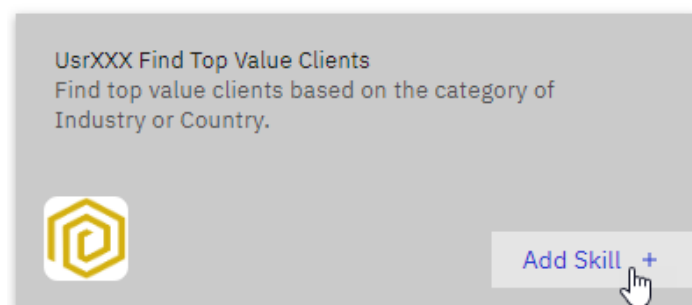 UsrXXX Find Top Value Clients
Find top value clients based on the category of
Industry or Country.
Add Skill +